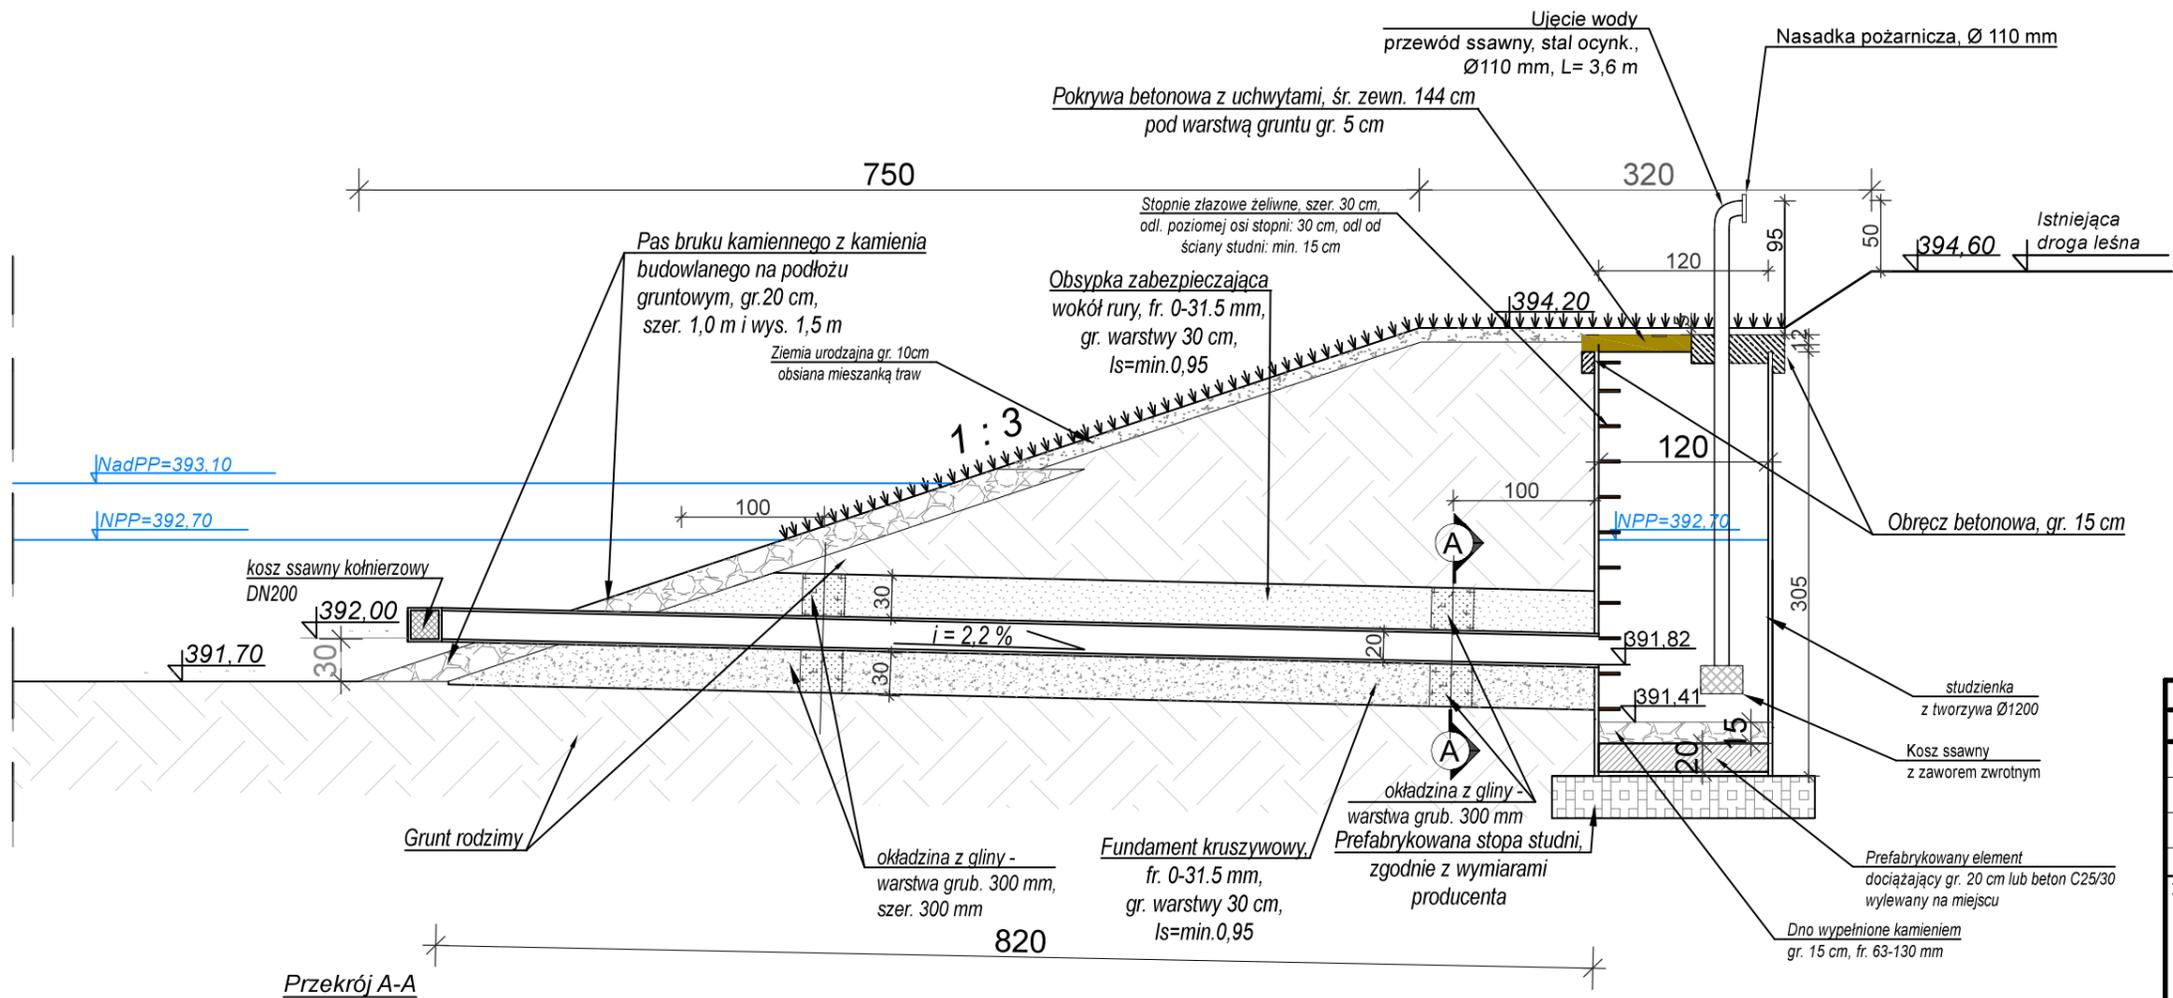 Ujęcie wody
przewód ssawny, stal ocynk.,
Ø110 mm, L= 3,6 m
Nasadka pożarnicza, Ø 110 mm
Pokrywa betonowa z uchwytami, śr. zewn. 144 cm
pod warstwą gruntu gr. 5 cm
750
320
Stopnie złazowe żeliwne, szer. 30 cm,
odl. poziomej osi stopni: 30 cm, odl od
ściany studni: min. 15 cm
Istniejąca
droga leśna
394,60
95
50
120
Pas bruku kamiennego z kamienia
budowlanego na podłożu
gruntowym, gr.20 cm,
szer. 1,0 m i wys. 1,5 m
Obsypka zabezpieczająca
wokół rury, fr. 0-31.5 mm,
gr. warstwy 30 cm,
Is=min.0,95
394,20
5
12
Ziemia urodzajna gr. 10cm
obsiana mieszanką traw
1 : 3
120
NadPP=393,10
100
100
NPP=392,70
NPP=392,70
Obręcz betonowa, gr. 15 cm
A
kosz ssawny kołnierzowy
DN200
392,00
30
305
i = 2,2 %
20
391,82
391,70
30
30
391,41
studzienka
z tworzywa Ø1200
15
20
A
Kosz ssawny
z zaworem zwrotnym
okładzina z gliny -
warstwa grub. 300 mm
Grunt rodzimy
okładzina z gliny -
warstwa grub. 300 mm,
szer. 300 mm
Fundament kruszywowy,
fr. 0-31.5 mm,
gr. warstwy 30 cm,
Is=min.0,95
Prefabrykowana stopa studni,
zgodnie z wymiarami
producenta
Prefabrykowany element
dociążający gr. 20 cm lub beton C25/30
wylewany na miejscu
Dno wypełnione kamieniem
gr. 15 cm, fr. 63-130 mm
820
Przekrój A-A